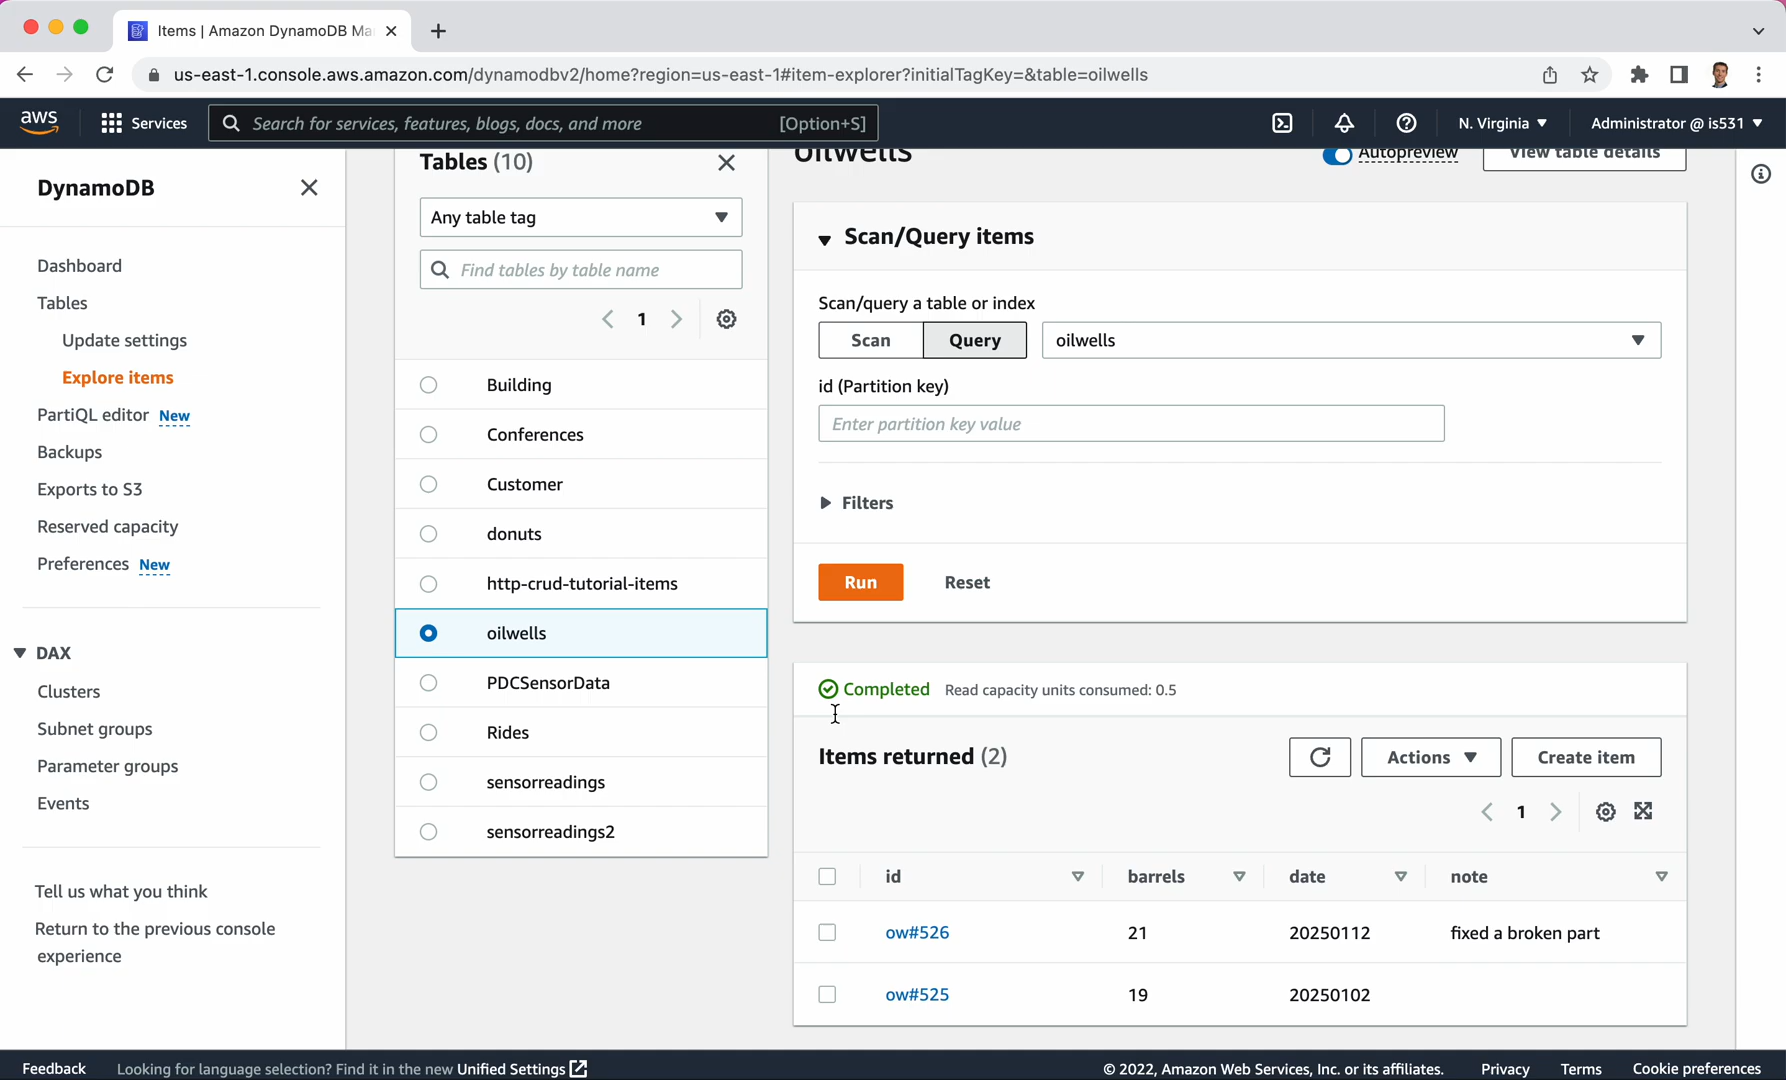 Items | Amazon DynamoDB Ma
us-east-1.console.aws.amazon.com/dynamodbv2/home?region=us-east-1#item-explorer?initialTagKey=&table=oilwells
aws
Services
Search for services, features, blogs, docs, and more
[Option+S]
N. Virginia
Administrator @ is531
DynamoDB
Dashboard
Tables
Update settings
Explore items
PartiQL editor New
Backups
Exports to S3
Reserved capacity
Preferences New
DAX
Clusters
Subnet groups
Parameter groups
Events
Tell us what you think
Return to the previous console
experience
Tables (10)
Any table tag
Find tables by table name
1
Building
Conferences
Customer
donuts
http-crud-tutorial-items
oilwells
PDCSensorData
Rides
sensorreadings
sensorreadings2
oilwells
Autopreview
View table details
Scan/Query items
Scan/query a table or index
Scan
Query
oilwells
id (Partition key)
Enter partition key value
Filters
Run
Reset
Completed
Read capacity units consumed: 0.5
Items returned (2)
Actions
Create item
1
id barrels date note
ow#526 21 20250112 fixed a broken part
ow#525 19 20250102
Feedback
Looking for language selection? Find it in the new Unified Settings
© 2022, Amazon Web Services, Inc. or its affiliates.
Privacy
Terms
Cookie preferences